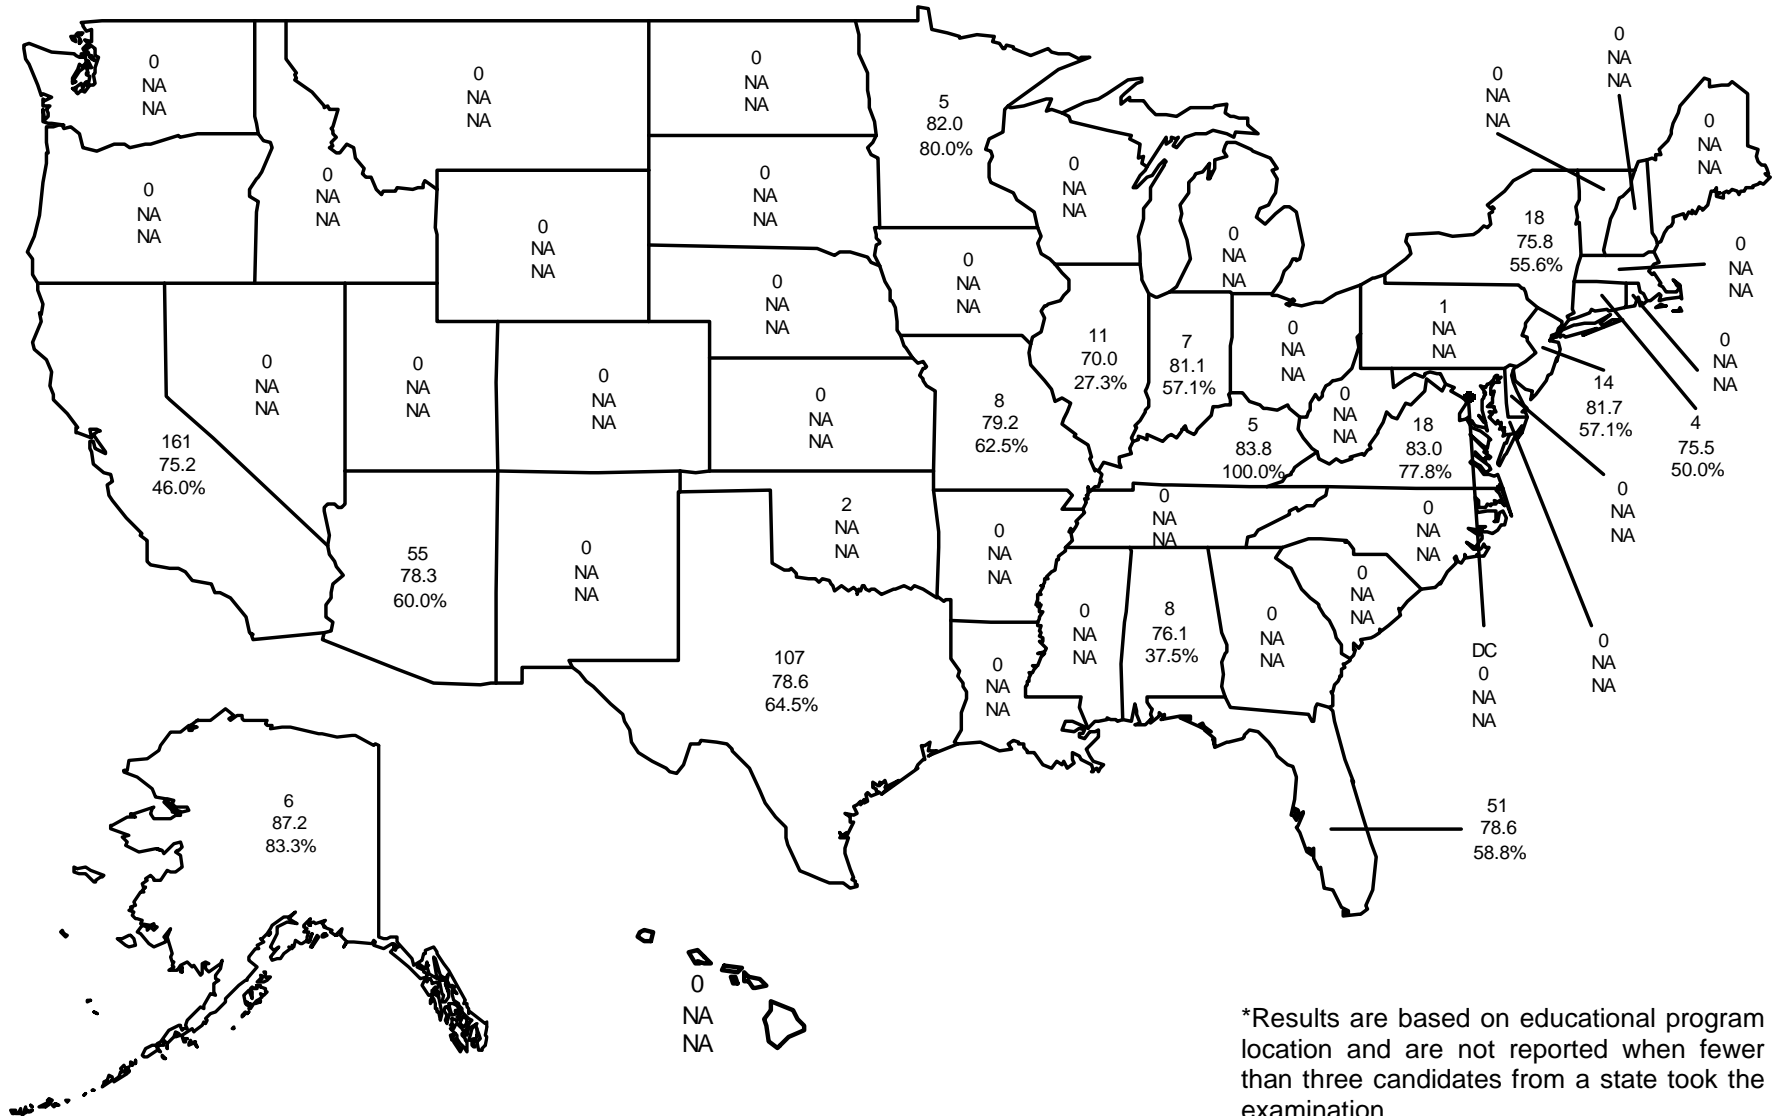 0
NA
NA
0
NA
NA
0
NA
NA
5
82.0
80.0%
0
NA
NA
0
NA
NA
0
NA
NA
0
NA
NA
0
NA
NA
0
NA
NA
0
NA
NA
0
NA
NA
0
NA
NA
0
NA
NA
18
75.8
55.6%
0
NA
NA
0
NA
NA
0
NA
NA
1
NA
NA
0
NA
NA
0
NA
NA
0
NA
NA
0
NA
NA
11
70.0
27.3%
7
81.1
57.1%
0
NA
NA
0
NA
NA
14
81.7
57.1%
4
75.5
50.0%
161
75.2
46.0%
8
79.2
62.5%
5
83.8
100.0%
0
NA
NA
18
83.0
77.8%
0
NA
NA
55
78.3
60.0%
0
NA
NA
2
NA
NA
0
NA
NA
0
NA
NA
0
NA
NA
0
NA
NA
107
78.6
64.5%
0
NA
NA
0
NA
NA
8
76.1
37.5%
0
NA
NA
DC
0
NA
NA
0
NA
NA
6
87.2
83.3%
51
78.6
58.8%
0
NA
NA
*Results are based on educational program
location and are not reported when fewer
than three candidates from a state took the
examination